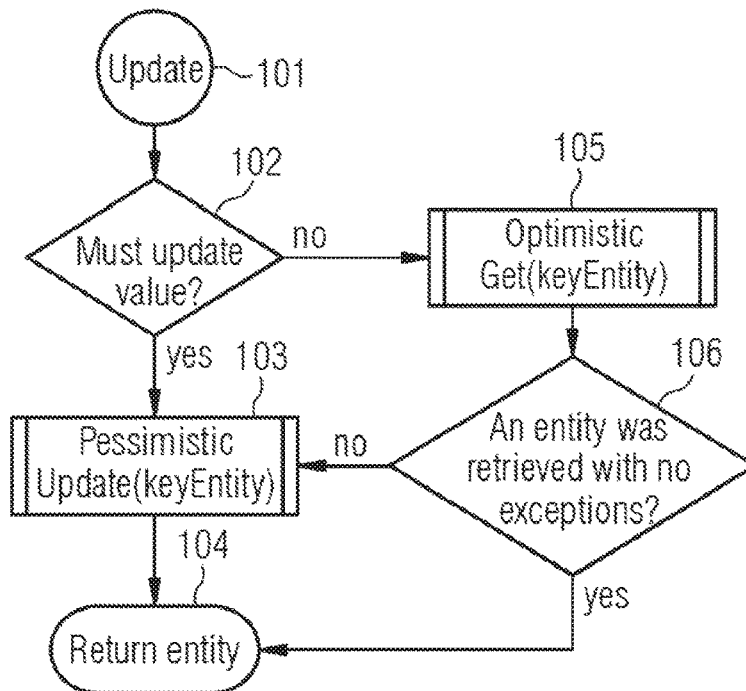 Update
101
102
Must update
value?
no
105
Optimistic
Get(keyEntity)
yes
103
Pessimistic
Update(keyEntity)
106
An entity was
retrieved with no
exceptions?
no
104
Return entity
yes